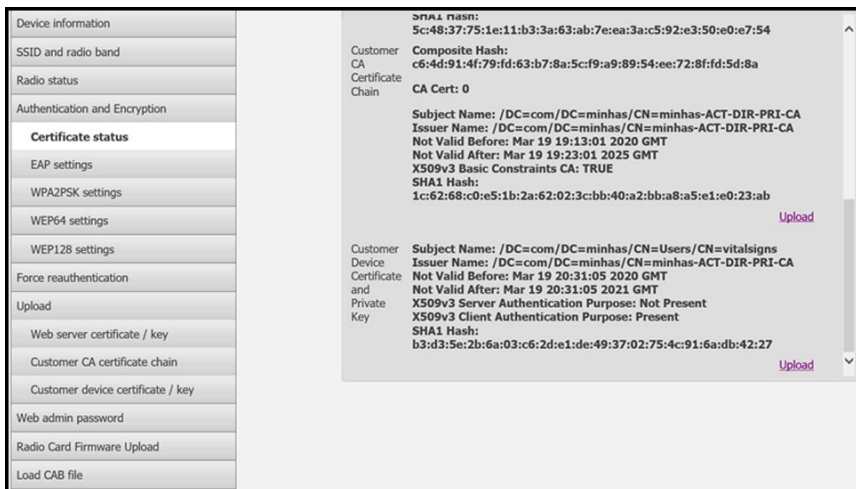 Device information
SSID and radio band
Radio status
Authentication and Encryption
Certificate status
EAP settings
WPA2PSK settings
WEP64 settings
WEP128 settings
Force reauthentication
Upload
Web server certificate / key
Customer CA certificate chain
Customer device certificate / key
Web admin password
Radio Card Firmware Upload
Load CAB file
SHA1 Hash:
5c:48:37:75:1e:11:b3:3a:63:ab:7e:ea:3a:c5:92:e3:50:e0:e7:54
Customer
CA
Certificate
Chain
Composite Hash:
c6:4d:91:4f:79:fd:63:b7:8a:5c:f9:a9:89:54:ee:72:8f:fd:5d:8a
CA Cert: 0
Subject Name: /DC=com/DC=minhas/CN=minhas-ACT-DIR-PRI-CA
Issuer Name: /DC=com/DC=minhas/CN=minhas-ACT-DIR-PRI-CA
Not Valid Before: Mar 19 19:13:01 2020 GMT
Not Valid After: Mar 19 19:23:01 2025 GMT
X509v3 Basic Constraints CA: TRUE
SHA1 Hash:
1c:62:68:c0:e5:1b:2a:62:02:3c:bb:40:a2:bb:a8:a5:e1:e0:23:ab
Upload
Customer
Device
Certificate
and
Private
Key
Subject Name: /DC=com/DC=minhas/CN=Users/CN=vitalsigns
Issuer Name: /DC=com/DC=minhas/CN=minhas-ACT-DIR-PRI-CA
Not Valid Before: Mar 19 20:31:05 2020 GMT
Not Valid After: Mar 19 20:31:05 2021 GMT
X509v3 Server Authentication Purpose: Not Present
X509v3 Client Authentication Purpose: Present
SHA1 Hash:
b3:d3:5e:2b:6a:03:c6:2d:e1:de:49:37:02:75:4c:91:6a:db:42:27
Upload